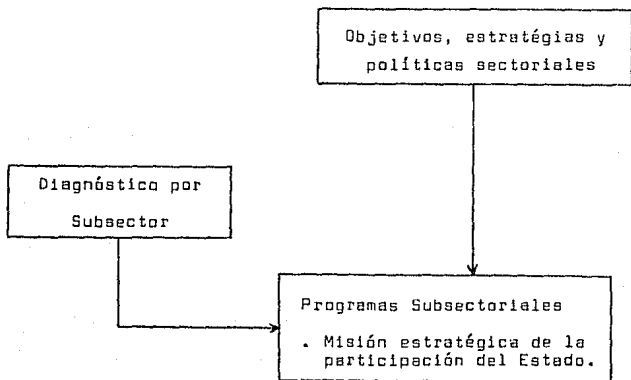 Objetivos, estratégias y
políticas sectoriales
Diagnóstico por
Subsector
Programas Subsectoriales
. Misión estratégica de la
participación del Estado.